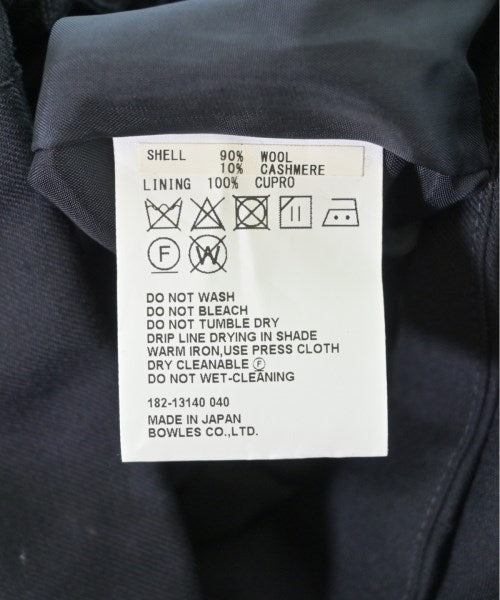 SHELL 90% WOOL
10% CASHMERE
LINING 100% CUPRO
F W
DO NOT WASH
DO NOT BLEACH
DO NOT TUMBLE DRY
DRIP LINE DRYING IN SHADE
WARM IRON,USE PRESS CLOTH
DRY CLEANABLE Ⓕ
DO NOT WET-CLEANING
182-13140 040
MADE IN JAPAN
BOWLES CO.,LTD.